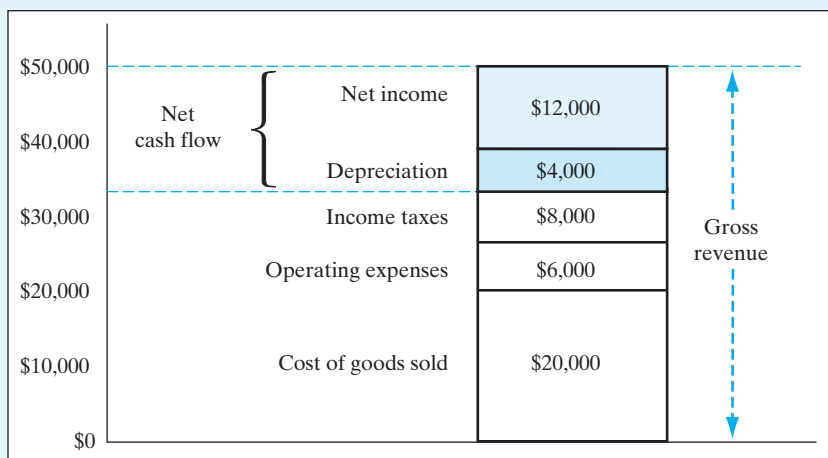 $50,000
Net income
$12,000
Net
cash flow
$40,000
Depreciation
$4,000
$30,000
Income taxes
$8,000
Gross
revenue
Operating expenses
$6,000
$20,000
$10,000
Cost of goods sold
$20,000
$0